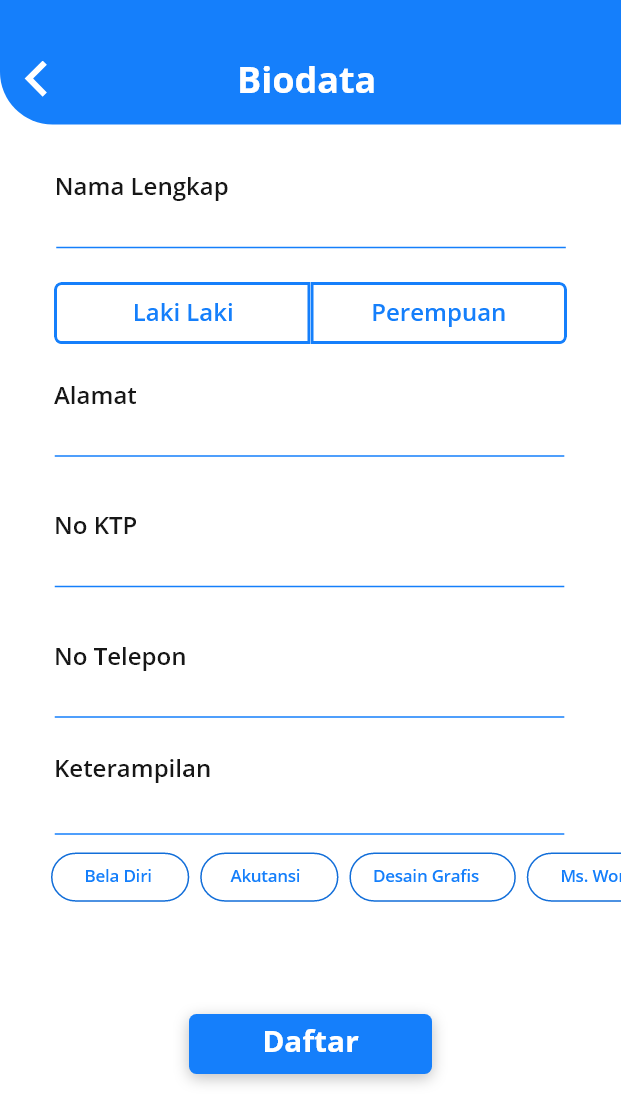 Biodata
Nama Lengkap
Laki Laki Perempuan
Alamat
No KTP
No Telepon
Keterampilan
Bela Diri Akutansi Desain Grafis Ms. Wor
Daftar